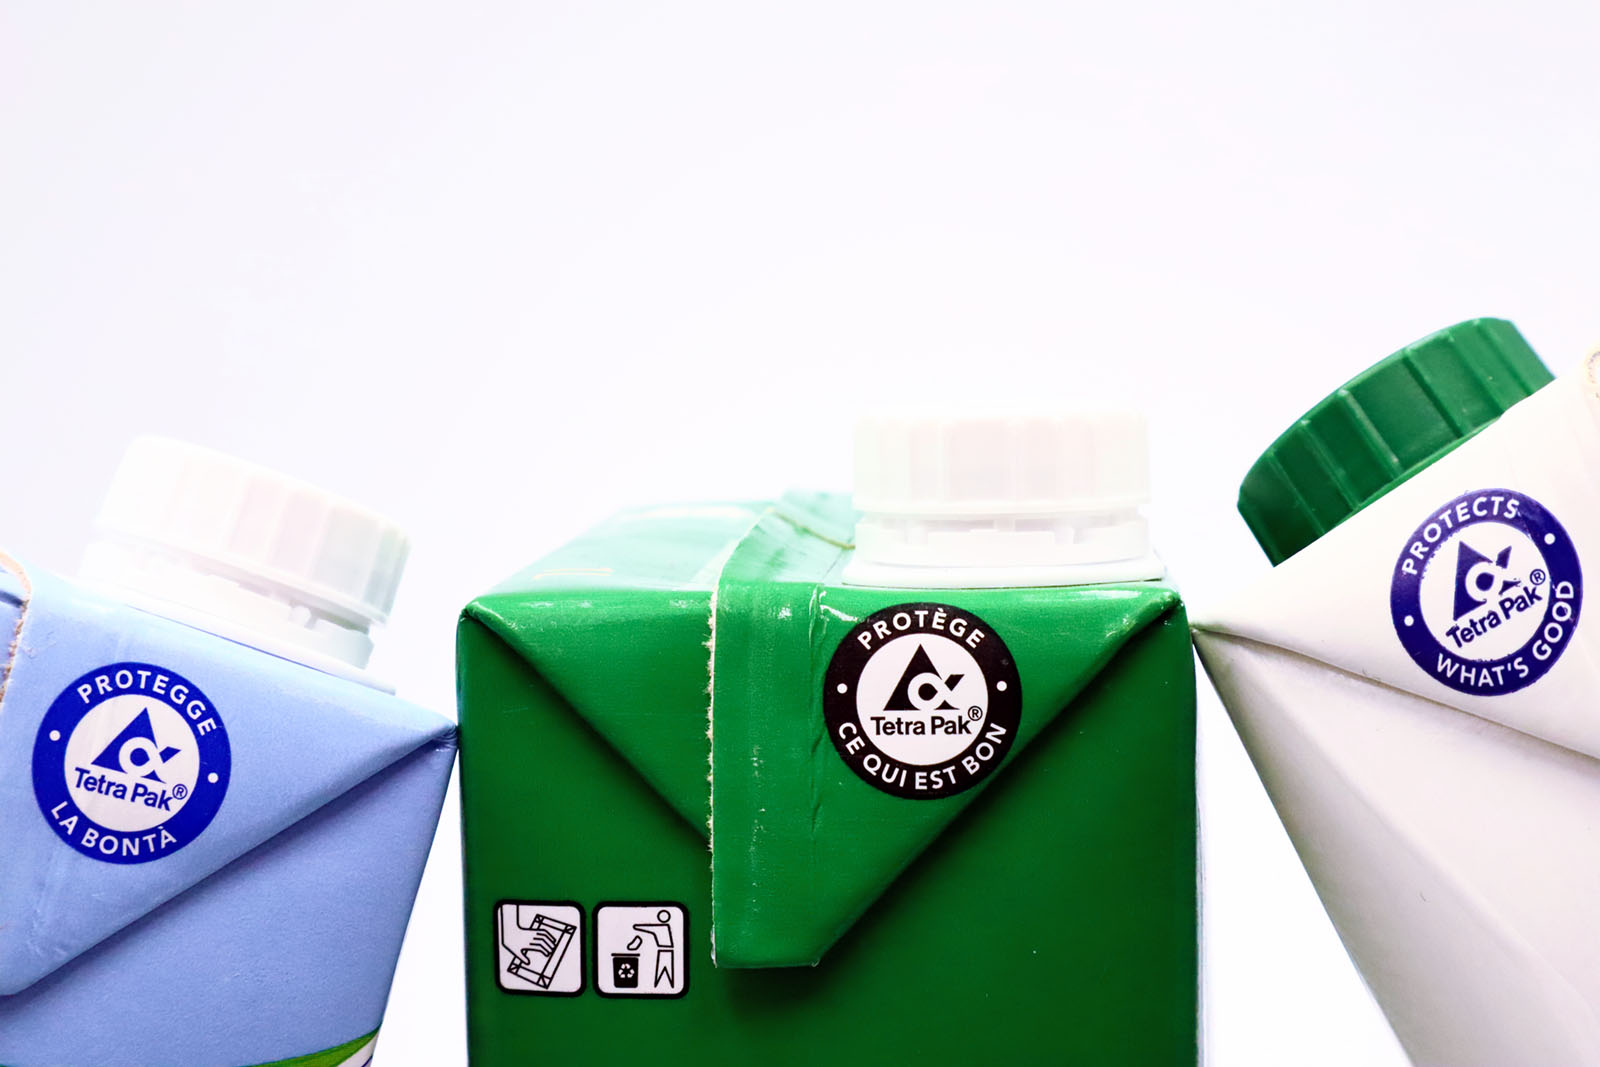 PROTEGGE
Tetra Pak®
LA BONTÀ
PROTÈGE
Tetra Pak®
CE QUI EST BON
PROTECTS
Tetra Pak®
WHAT'S GOOD